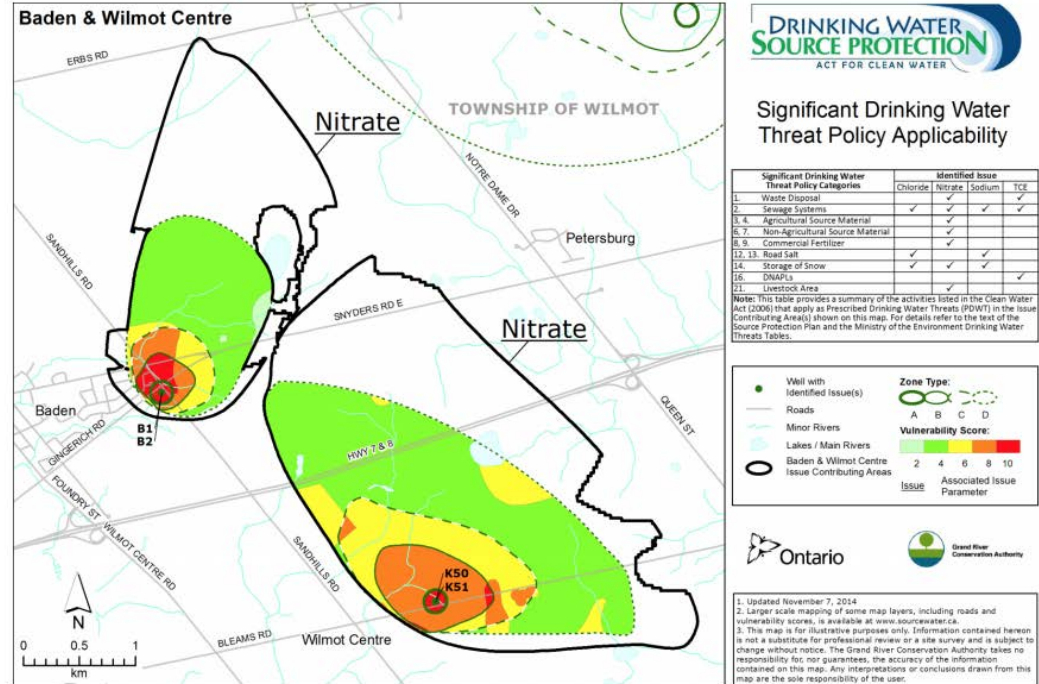 Baden & Wilmot Centre
ERBS RD
Nitrate
TOWNSHIP OF WILMOT
NOTRE DAME DR
Petersburg
SANDHILLS RD
SNYDERS RD E
Nitrate
QUEEN ST
Baden
B1
B2
GINGERICH RD
HWY 7 & 8
FOUNDRY ST
WILMOT CENTRE RD
SANDHILLS RD
K50
K51
N
BLEAMS RD
Wilmot Centre
0 0.5 1
km
DRINKING WATER
SOURCE PROTECTION
ACT FOR CLEAN WATER
Significant Drinking Water
Threat Policy Applicability
Significant Drinking Water Threat Policy Categories Identified Issue
Chloride Nitrate Sodium TCE
1. Waste Disposal ✓ ✓
2. Sewage Systems ✓ ✓ ✓ ✓
3, 4. Agricultural Source Material ✓
6, 7. Non-Agricultural Source Material ✓
8, 9. Commercial Fertilizer ✓
12, 13. Road Salt ✓ ✓
14. Storage of Snow ✓ ✓ ✓
16. DNAPLs ✓
21. Livestock Area ✓
Note: This table provides a summary of the activities listed in the Clean Water
Act (2006) that apply as Prescribed Drinking Water Threats (PDWT) in the Issue
Contributing Area(s) shown on this map. For details refer to the text of the
Source Protection Plan and the Ministry of the Environment Drinking Water
Threats Tables.
Well with
Identified Issue(s)
Roads
Minor Rivers
Lakes / Main Rivers
Baden & Wilmot Centre
Issue Contributing Areas
Zone Type:
A B C D
Vulnerability Score:
2 4 6 8 10
Issue Associated Issue
Parameter
Ontario
Grand River
Conservation Authority
1. Updated November 7, 2014
2. Larger scale mapping of some map layers, including roads and
vulnerability scores, is available at www.sourcewater.ca.
3. This map is for illustrative purposes only. Information contained hereon
is not a substitute for professional review or a site survey and is subject to
change without notice. The Grand River Conservation Authority takes no
responsibility for, nor guarantees, the accuracy of the information
contained on this map. Any interpretations or conclusions drawn from this
map are the sole responsibility of the user.